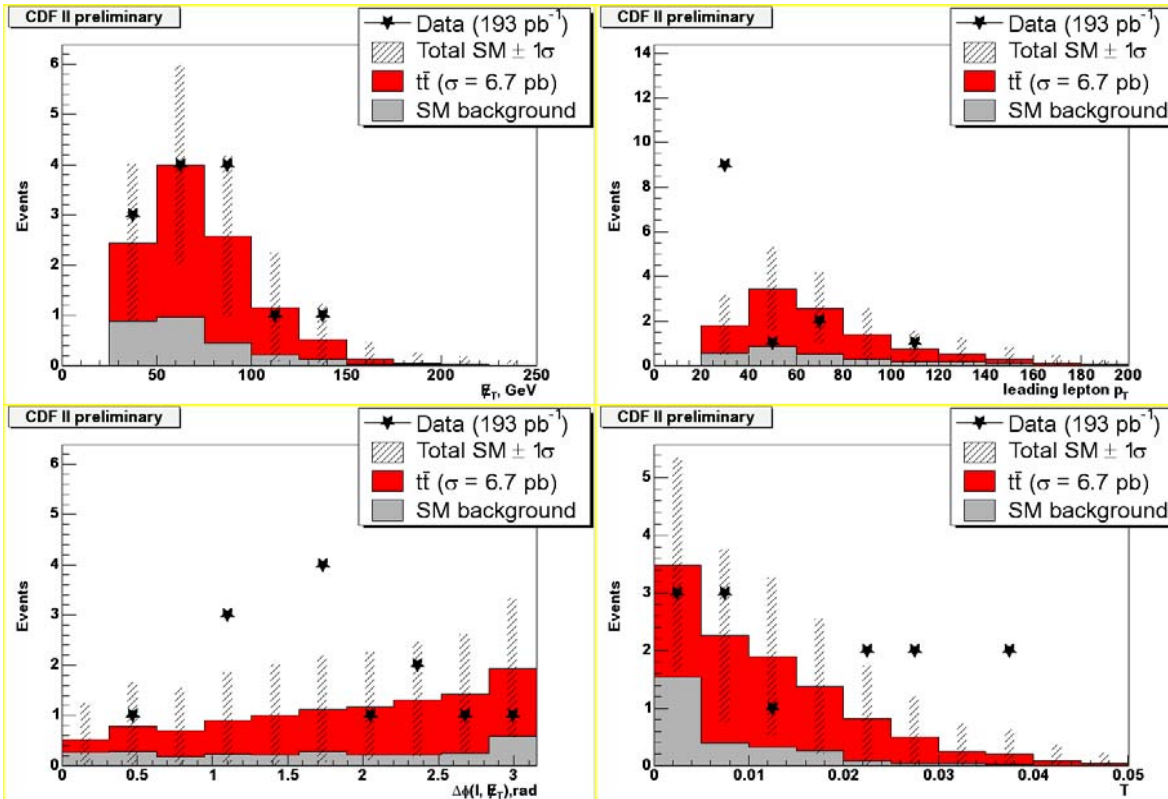 CDF II preliminary
Data (193 pb⁻¹)
Total SM ± 1σ
tt̄ (σ = 6.7 pb)
SM background
Events
6
5
4
3
2
1
0
0 50 100 150 200 250
E̸_T, GeV
CDF II preliminary
Data (193 pb⁻¹)
Total SM ± 1σ
tt̄ (σ = 6.7 pb)
SM background
Events
14
12
10
8
6
4
2
0
0 20 40 60 80 100 120 140 160 180 200
leading lepton p_T
CDF II preliminary
Data (193 pb⁻¹)
Total SM ± 1σ
tt̄ (σ = 6.7 pb)
SM background
Events
6
5
4
3
2
1
0
0 0.5 1 1.5 2 2.5 3
Δϕ(l, E̸_T),rad
CDF II preliminary
Data (193 pb⁻¹)
Total SM ± 1σ
tt̄ (σ = 6.7 pb)
SM background
Events
5
4
3
2
1
0
0 0.01 0.02 0.03 0.04 0.05
T